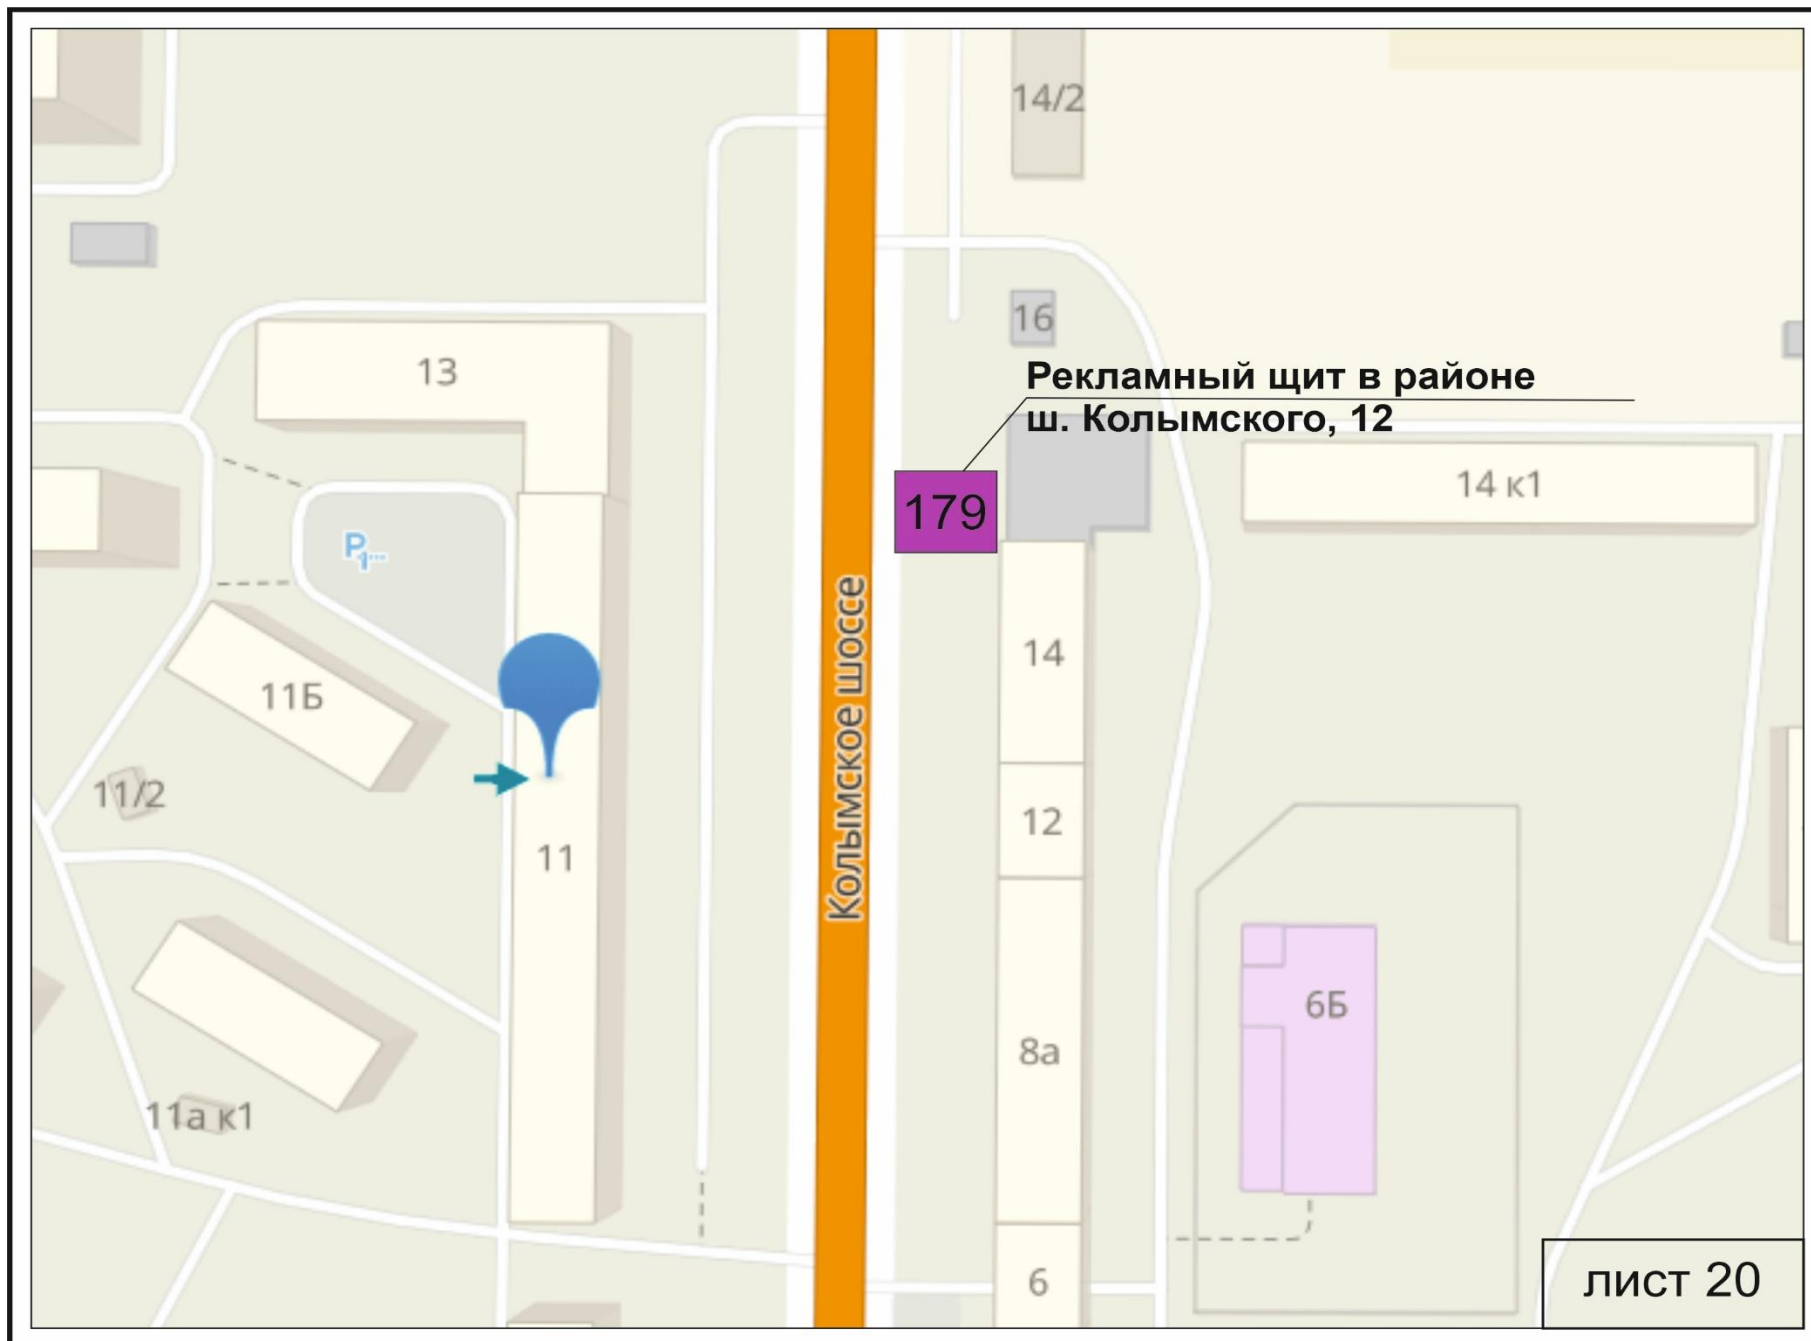 14/2
16
13
Рекламный щит в районе
ш. Колымского, 12
14 к1
179
Р
1...
Колымское шоссе
14
11Б
11/2
12
11
6Б
8а
11а к1
6
лист 20